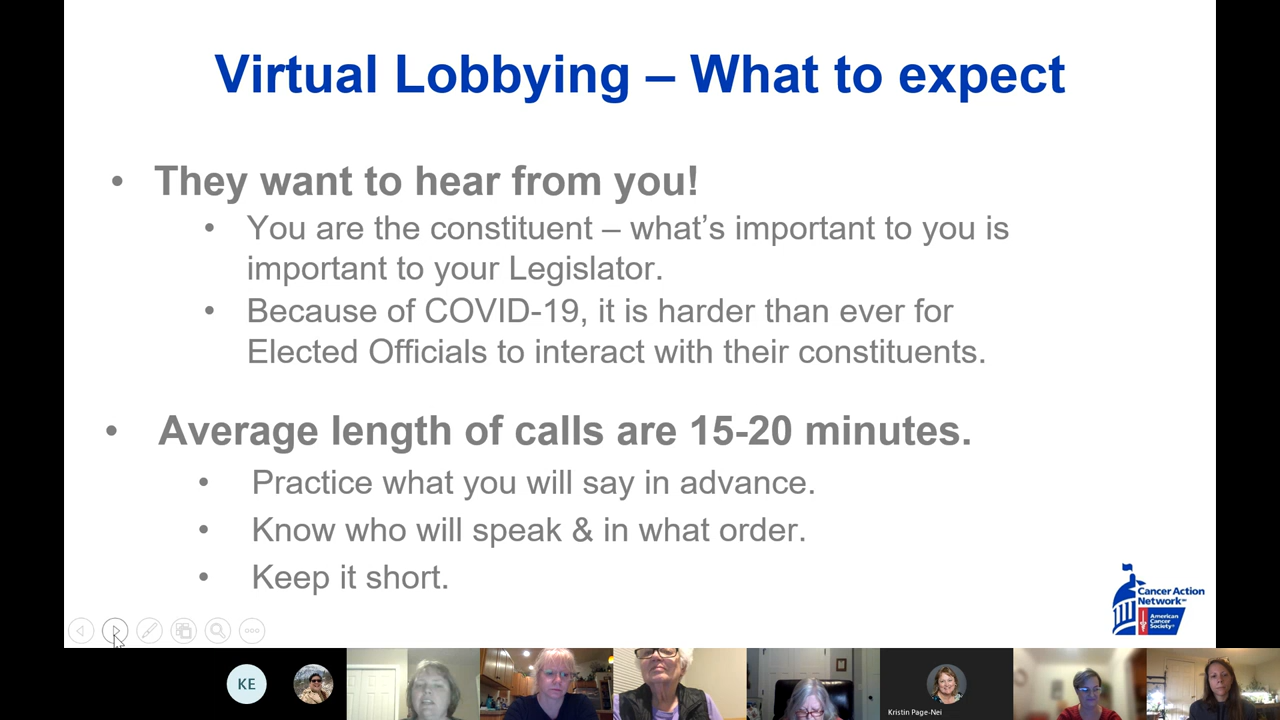 Virtual Lobbying – What to expect
• They want to hear from you!
• You are the constituent – what’s important to you is
important to your Legislator.
• Because of COVID-19, it is harder than ever for
Elected Officials to interact with their constituents.
• Average length of calls are 15-20 minutes.
• Practice what you will say in advance.
• Know who will speak & in what order.
• Keep it short.
Cancer Action
Network℠
American
Cancer
Society®
KE
Kristin Page-Nei